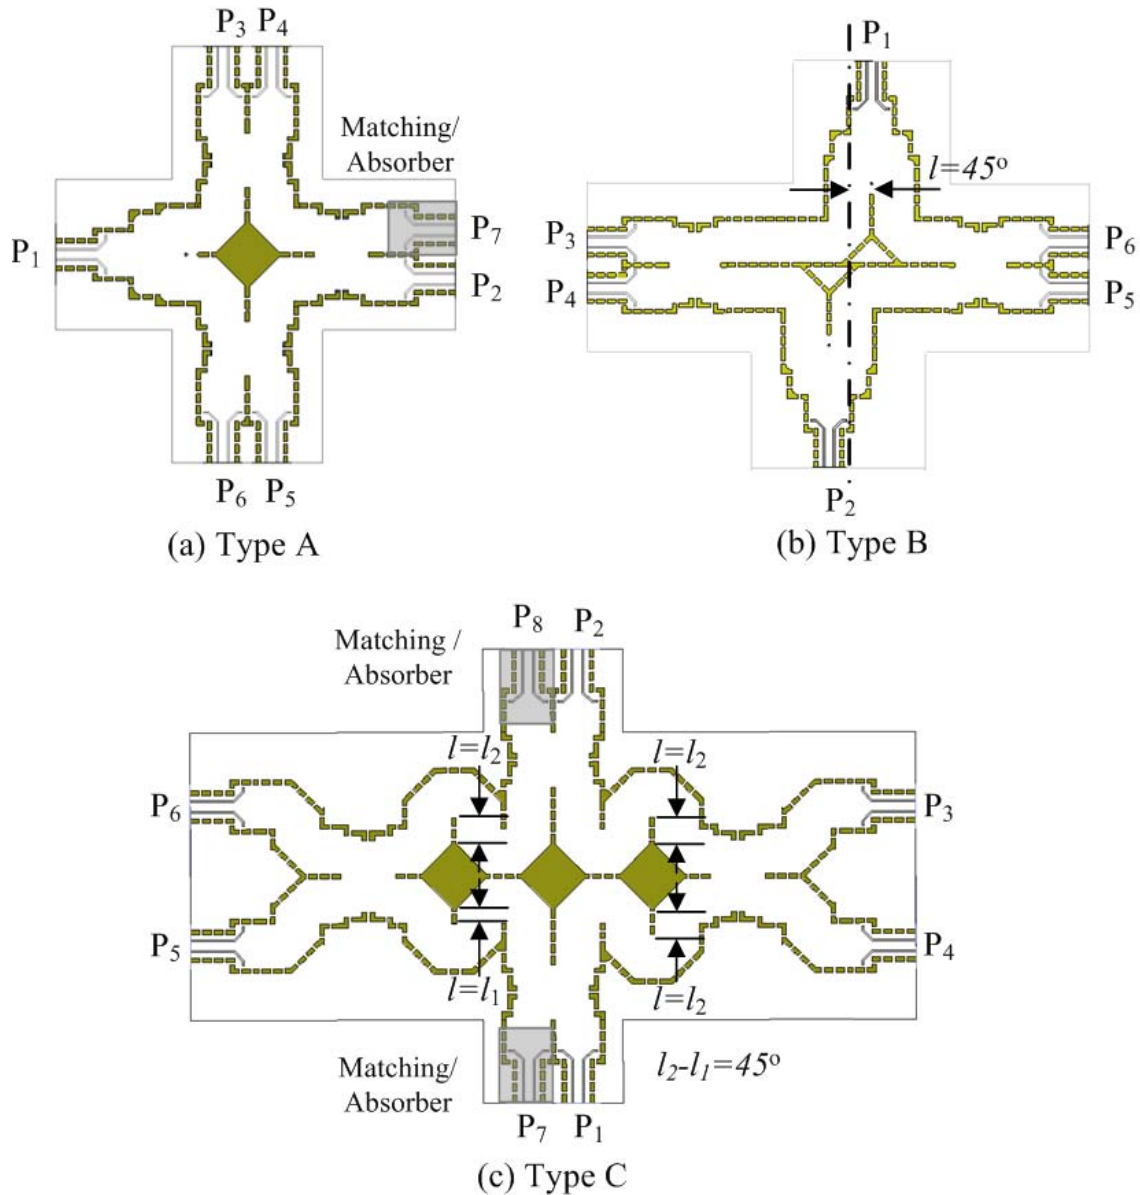 P₃ P₄
P₁
Matching/
Absorber
l=45º
P₁
P₇
P₃
P₆
P₂
P₄
P₅
P₆ P₅
P₂
(a) Type A
(b) Type B
P₈ P₂
Matching /
Absorber
l=l₂
l=l₂
P₆
P₃
P₅
P₄
l=l₁
l=l₂
Matching/
Absorber
l₂-l₁=45º
P₇ P₁
(c) Type C